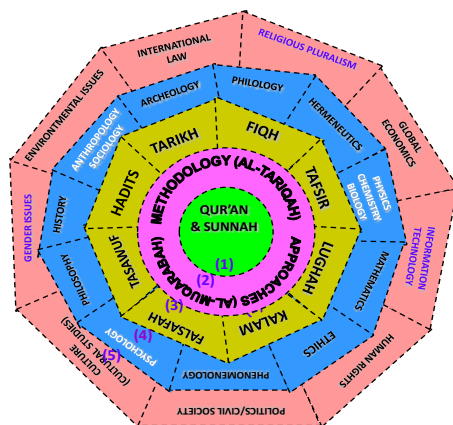 INTERNATIONAL
LAW
RELIGIOUS PLURALISM
GLOBAL
ECONOMICS
INFORMATION
TECHNOLOGY
HUMAN RIGHTS
POLITICS/CIVIL SOCIETY
CULTURE
(CULTURAL STUDIES)
GENDER ISSUES
ENVIRONTMENTAL ISSUES
ARCHEOLOGY
PHILOLOGY
HERMENEUTICS
PHYSICS
CHEMISTRY
BIOLOGY
MATHEMATICS
ETHICS
PHENOMENOLOGY
PSYCHOLOGY
PHILOSOPHY
HISTORY
ANTHROPOLOGY
SOCIOLOGY
TARIKH
FIQH
TAFSIR
LUGHAH
KALAM
FALSAFAH
TASAWUF
HADITS
METHODOLOGY (AL-TARIQAH)
APPROACHES (AL-MUQARABAH)
QUR'AN
& SUNNAH
(1)
(2)
(3)
(4)
(5)